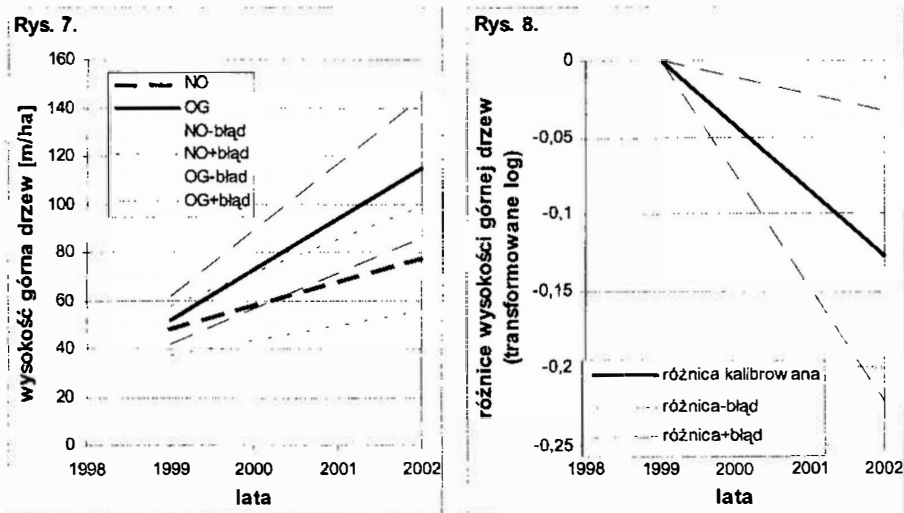 Rys. 7.
wysokość górna drzew [m/ha]
160
140
120
100
80
60
40
20
0
NO
OG
NO-błąd
NO+błąd
OG-bład
OG+błąd
1998 1999 2000 2001 2002
lata
Rys. 8.
różnice wysokości górnej drzew
(transformowane log)
0
-0,05
-0,1
-0,15
-0,2
-0,25
różnica kalibrow ana
różnica-błąd
różnica+błąd
1998 1999 2000 2001 2002
lata